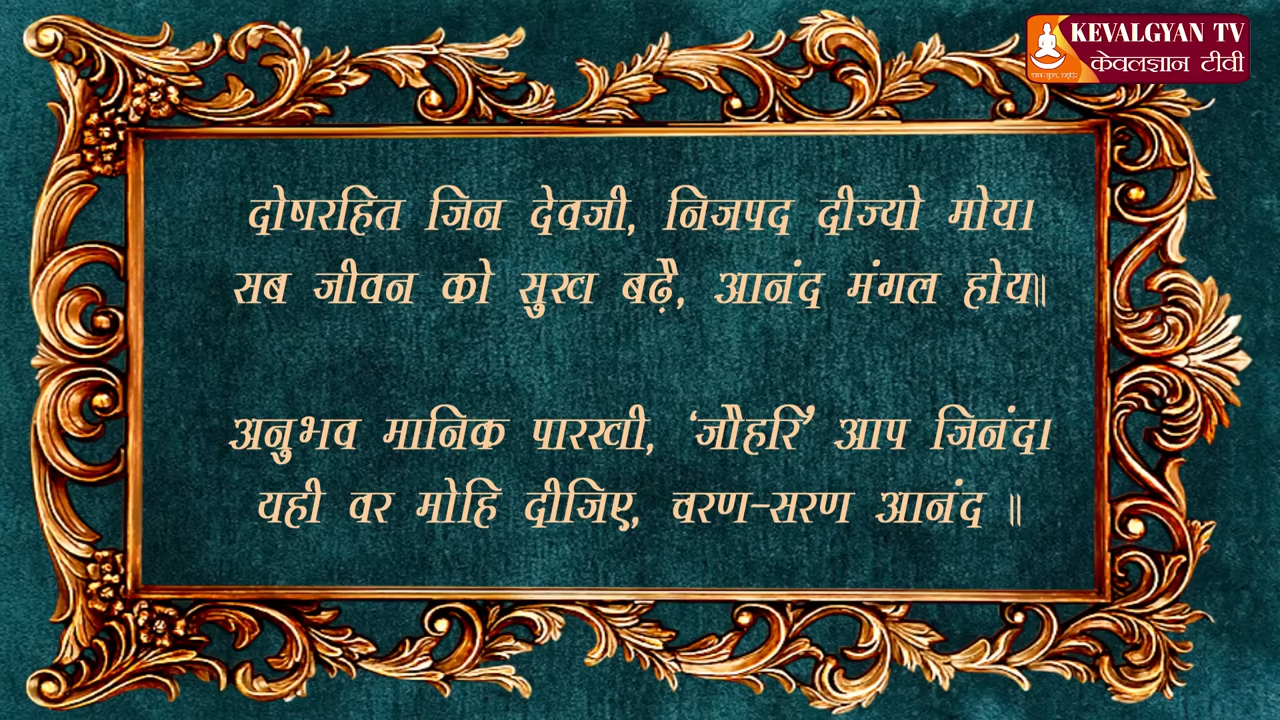 KEVALGYAN TV
केवलज्ञान टीवी
दोषरहित जिन देवजी, निजपद दीज्यो मोय।
सब जीवन को सुख बढ़ै, आनंद मंगल होय॥
अनुभव मानिक पारखी, ‘जौहरि’ आप जिनंद।
यही वर मोहि दीजिए, चरण-सरण आनंद ॥